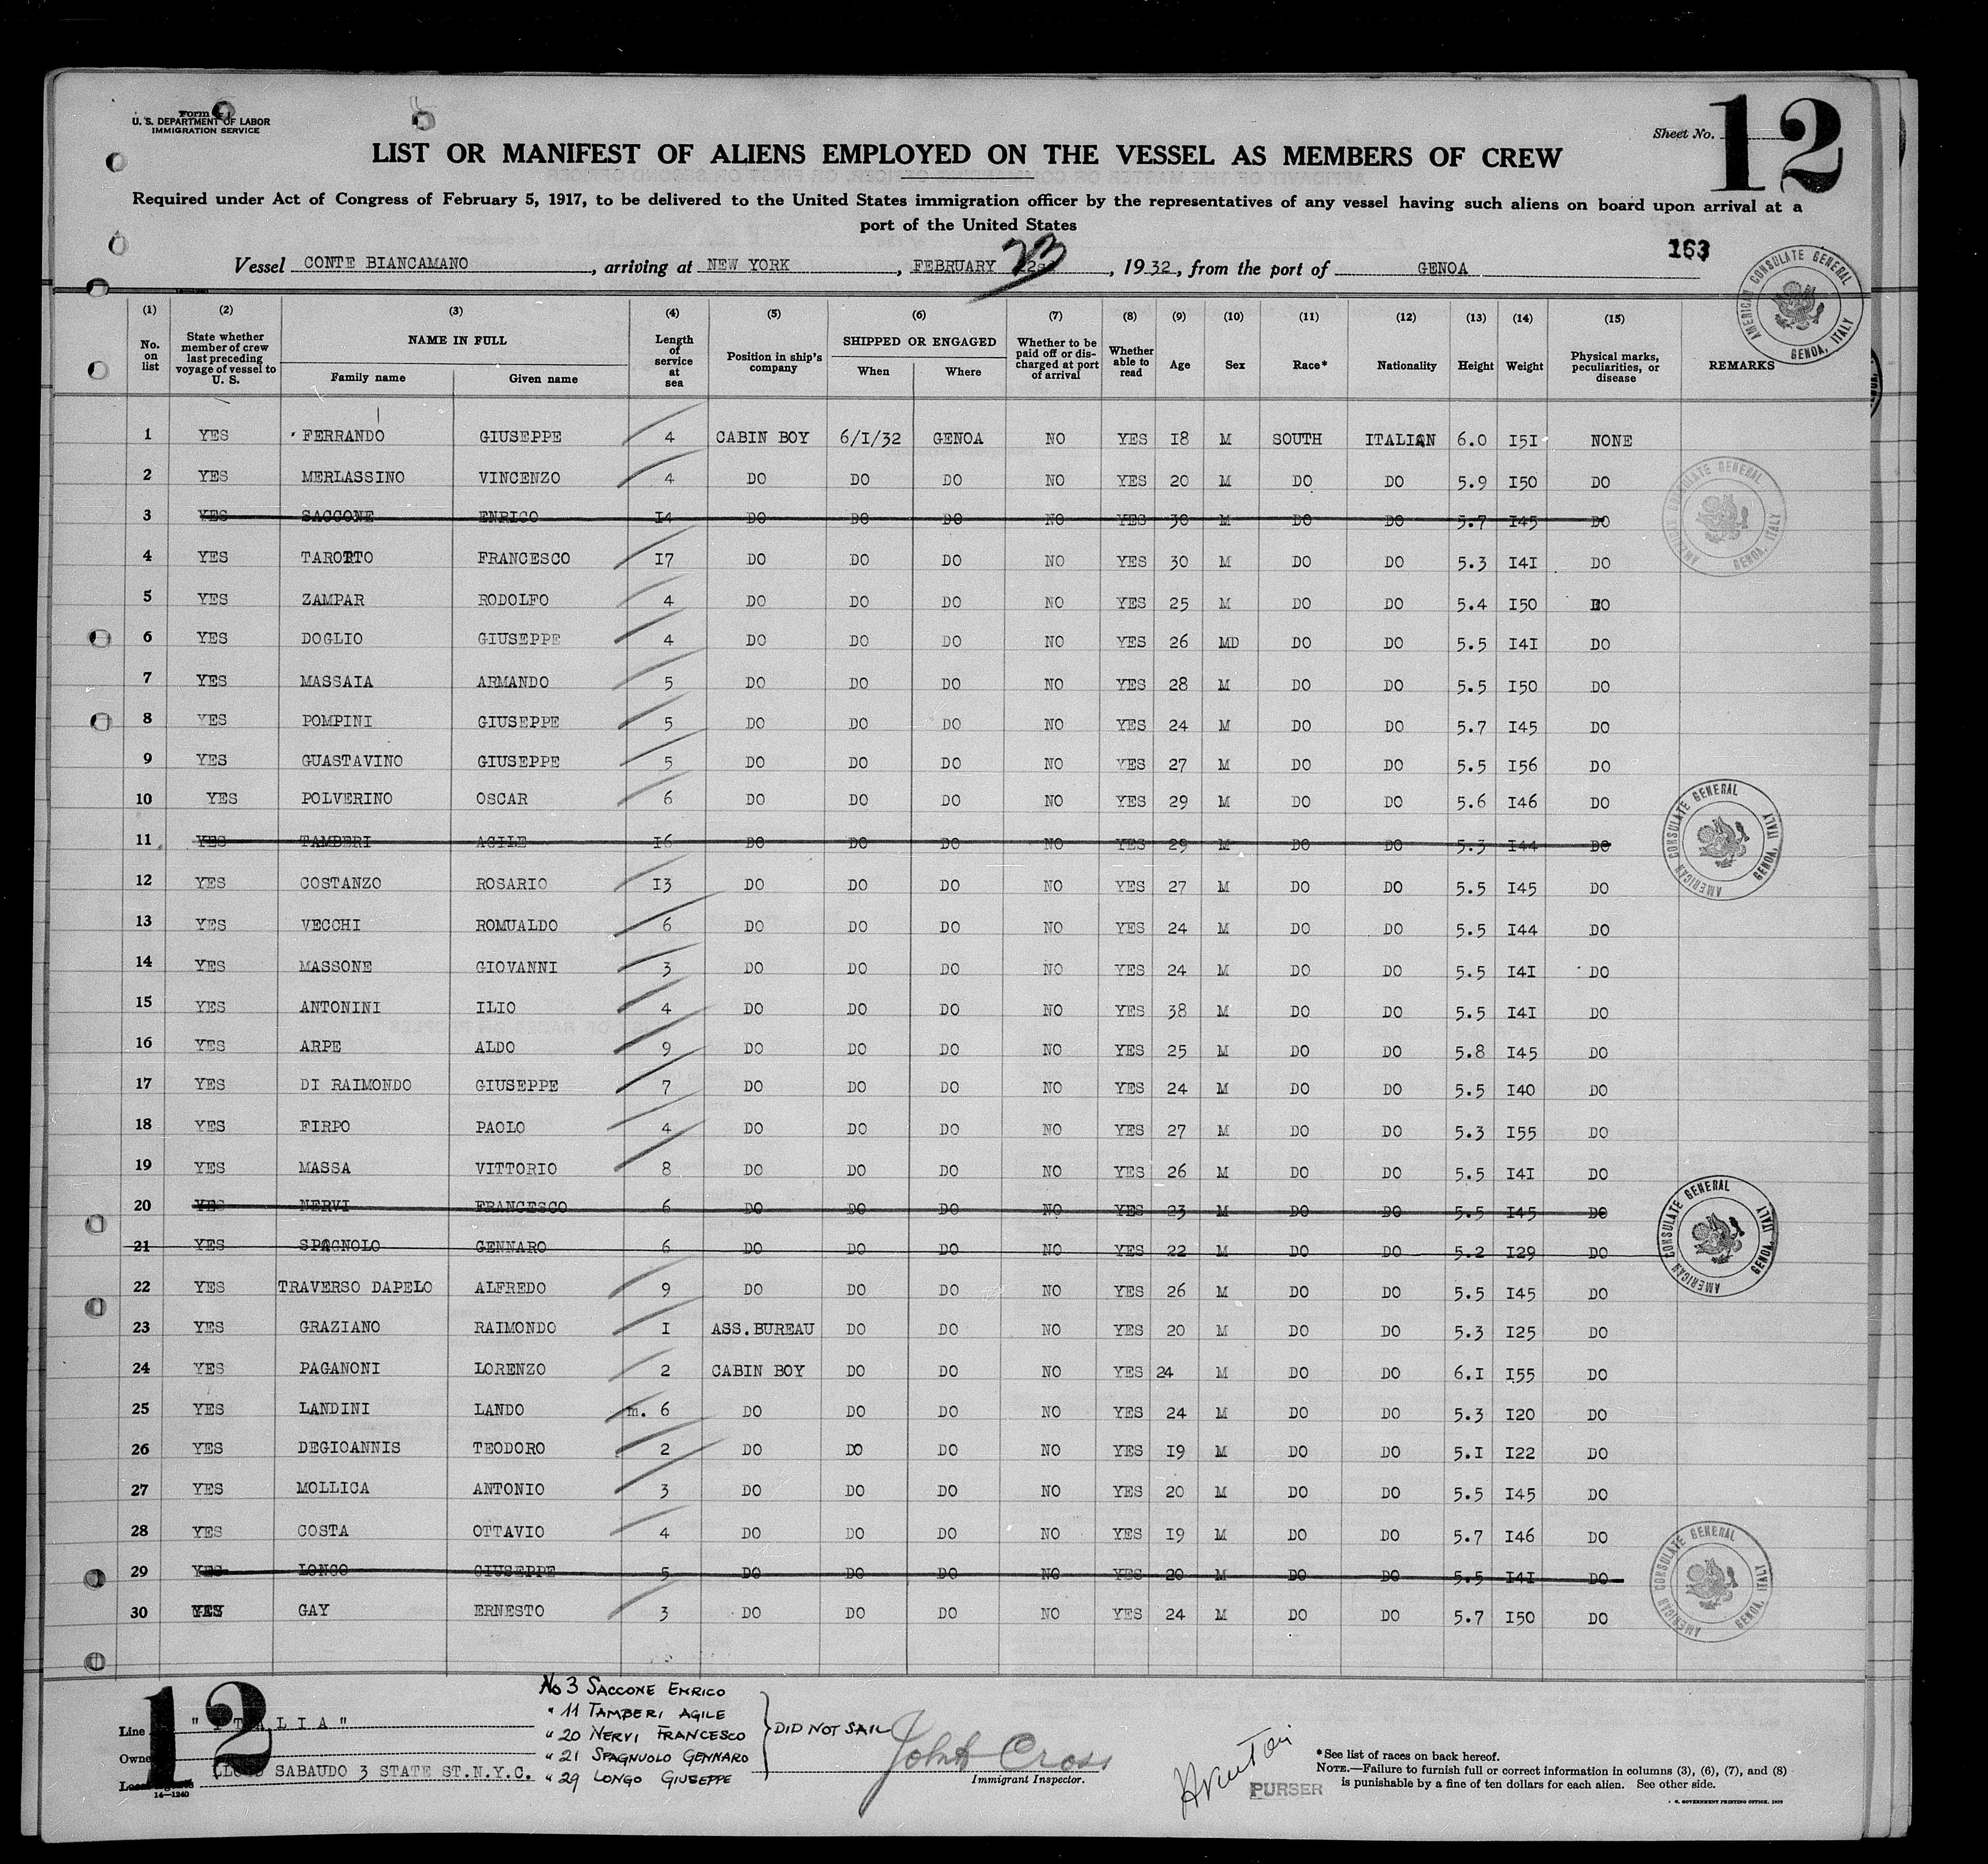 Form
U. S. DEPARTMENT OF LABOR
IMMIGRATION SERVICE
Sheet No. 12
LIST OR MANIFEST OF ALIENS EMPLOYED ON THE VESSEL AS MEMBERS OF CREW
Required under Act of Congress of February 5, 1917, to be delivered to the United States immigration officer by the representatives of any vessel having such aliens on board upon arrival at a
port of the United States
163
Vessel CONTE BIANCAMANO, arriving at NEW YORK, FEBRUARY 23, 1932, from the port of GENOA
AMERICAN CONSULATE GENERAL GENOA, ITALY
(1) (2) (3) (4) (5) (6) (7) (8) (9) (10) (11) (12) (13) (14) (15)
No. on list
State whether member of crew last preceding voyage of vessel to U. S.
NAME IN FULL
Family name Given name
Length of service at sea
Position in ship's company
SHIPPED OR ENGAGED
When Where
Whether to be paid off or discharged at port of arrival
Whether able to read
Age Sex Race* Nationality Height Weight
Physical marks, peculiarities, or disease
REMARKS
1 YES FERRANDO GIUSEPPE 4 CABIN BOY 6/I/32 GENOA NO YES I8 M SOUTH ITALIAN 6.0 I5I NONE
2 YES MERLASSINO VINCENZO 4 DO DO DO NO YES 20 M DO DO 5.9 I50 DO
3 YES SACCONE ENRICO I4 DO DO DO NO YES 30 M DO DO 5.7 I45 DO
4 YES TAROTTO FRANCESCO I7 DO DO DO NO YES 30 M DO DO 5.3 I4I DO
5 YES ZAMPAR RODOLFO 4 DO DO DO NO YES 25 M DO DO 5.4 I50 DO
6 YES DOGLIO GIUSEPPE 4 DO DO DO NO YES 26 MD DO DO 5.5 I4I DO
7 YES MASSAIA ARMANDO 5 DO DO DO NO YES 28 M DO DO 5.5 I50 DO
8 YES POMPINI GIUSEPPE 5 DO DO DO NO YES 24 M DO DO 5.7 I45 DO
9 YES GUASTAVINO GIUSEPPE 5 DO DO DO NO YES 27 M DO DO 5.5 I56 DO
10 YES POLVERINO OSCAR 6 DO DO DO NO YES 29 M DO DO 5.6 I46 DO
11 YES TAMBERI AGILE I6 DO DO DO NO YES 29 M DO DO 5.3 I44 DO
12 YES COSTANZO ROSARIO I3 DO DO DO NO YES 27 M DO DO 5.5 I45 DO
13 YES VECCHI ROMUALDO 6 DO DO DO NO YES 24 M DO DO 5.5 I44 DO
14 YES MASSONE GIOVANNI 3 DO DO DO NO YES 24 M DO DO 5.5 I4I DO
15 YES ANTONINI ILIO 4 DO DO DO NO YES 38 M DO DO 5.5 I4I DO
16 YES ARPE ALDO 9 DO DO DO NO YES 25 M DO DO 5.8 I45 DO
17 YES DI RAIMONDO GIUSEPPE 7 DO DO DO NO YES 24 M DO DO 5.5 I40 DO
18 YES FIRPO PAOLO 4 DO DO DO NO YES 27 M DO DO 5.3 I55 DO
19 YES MASSA VITTORIO 8 DO DO DO NO YES 26 M DO DO 5.5 I4I DO
20 YES NERVI FRANCESCO 6 DO DO DO NO YES 23 M DO DO 5.5 I45 DO
21 YES SPAGNOLO GENNARO 6 DO DO DO NO YES 22 M DO DO 5.2 I29 DO
22 YES TRAVERSO DAPELO ALFREDO 9 DO DO DO NO YES 26 M DO DO 5.5 I45 DO
23 YES GRAZIANO RAIMONDO I ASS.BUREAU DO DO NO YES 20 M DO DO 5.3 I25 DO
24 YES PAGANONI LORENZO 2 CABIN BOY DO DO NO YES 24 M DO DO 6.I I55 DO
25 YES LANDINI LANDO m. 6 DO DO DO NO YES 24 M DO DO 5.3 I20 DO
26 YES DEGIOANNIS TEODORO 2 DO DO DO NO YES I9 M DO DO 5.I I22 DO
27 YES MOLLICA ANTONIO 3 DO DO DO NO YES 20 M DO DO 5.5 I45 DO
28 YES COSTA OTTAVIO 4 DO DO DO NO YES I9 M DO DO 5.7 I46 DO
29 YES LONGO GIUSEPPE 5 DO DO DO NO YES 20 M DO DO 5.5 I4I DO
30 YES GAY ERNESTO 3 DO DO DO NO YES 24 M DO DO 5.7 I50 DO
AMERICAN CONSULATE GENERAL GENOA, ITALY
AMERICAN CONSULATE GENERAL GENOA, ITALY
AMERICAN CONSULATE GENERAL GENOA, ITALY
AMERICAN CONSULATE GENERAL GENOA, ITALY
12
No 3 SACCONE ENRICO
" 11 TAMBERI AGILE
" 20 NERVI FRANCESCO
" 21 SPAGNUOLO GENNARO
" 29 LONGO GIUSEPPE
DID NOT SAIL
Line "ITALIA"
Owner
SABAUDO 3 STATE ST.N.Y.C.
14—1240
John Cross
Immigrant Inspector.
PURSER
*See list of races on back hereof.
NOTE.—Failure to furnish full or correct information in columns (3), (6), (7), and (8)
is punishable by a fine of ten dollars for each alien. See other side.
GOVERNMENT PRINTING OFFICE